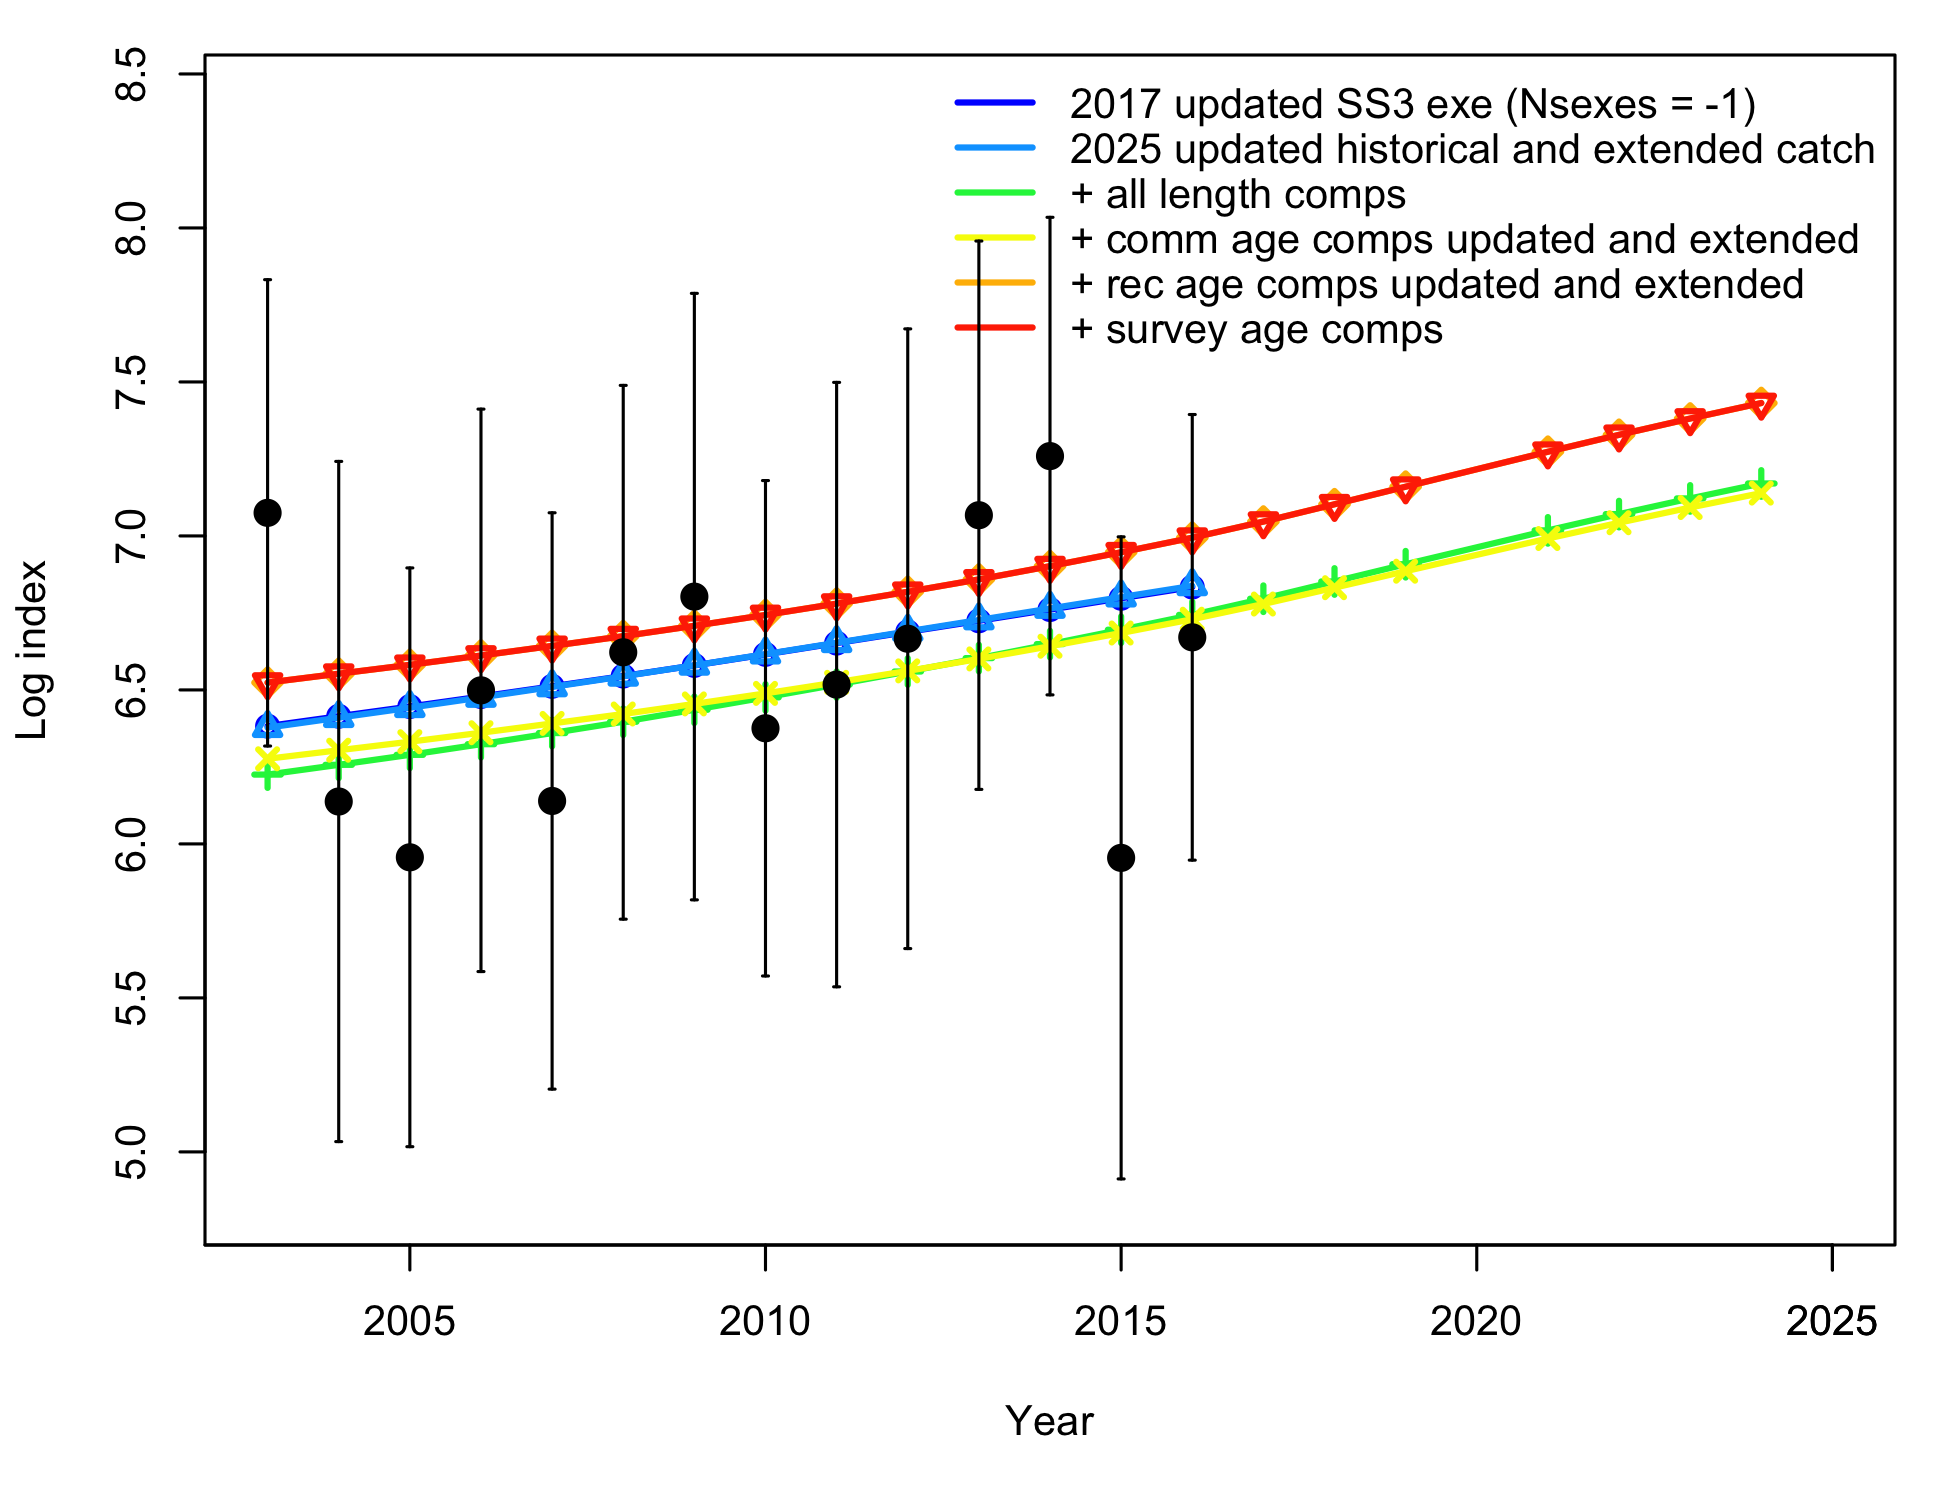 8.5
8.0
7.5
7.0
6.5
6.0
5.5
5.0
Log index
2017 updated SS3 exe (Nsexes = -1)
2025 updated historical and extended catch
+ all length comps
+ comm age comps updated and extended
+ rec age comps updated and extended
+ survey age comps
2005 2010 2015 2020 2025
Year